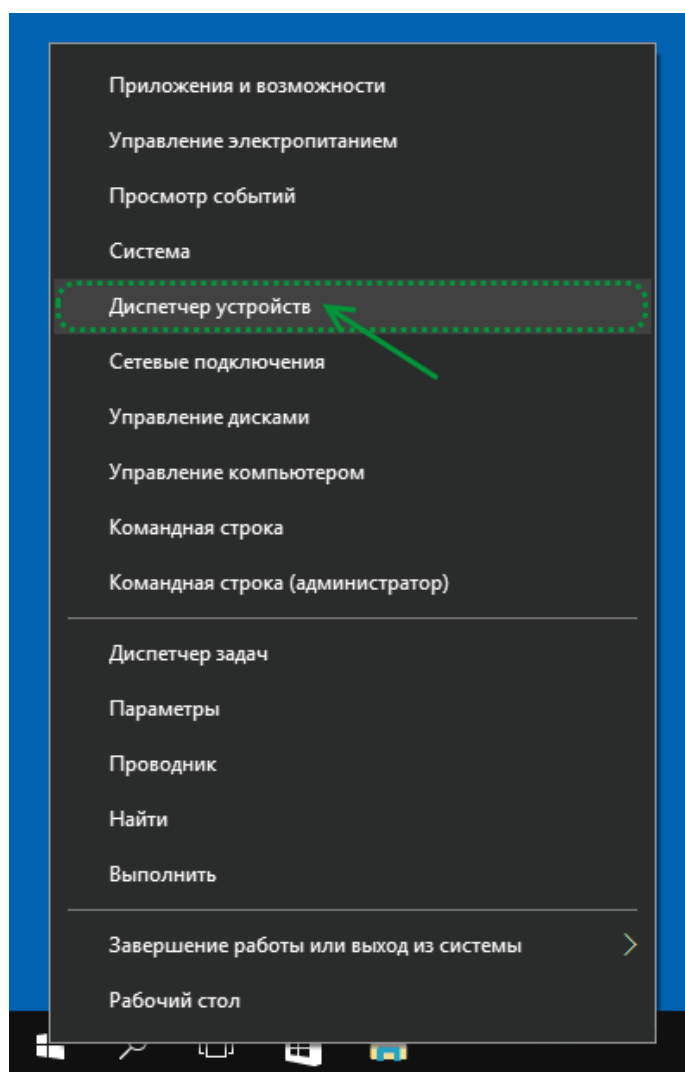 Приложения и возможности
Управление электропитанием
Просмотр событий
Система
Диспетчер устройств
Сетевые подключения
Управление дисками
Управление компьютером
Командная строка
Командная строка (администратор)
Диспетчер задач
Параметры
Проводник
Найти
Выполнить
Завершение работы или выход из системы
Рабочий стол